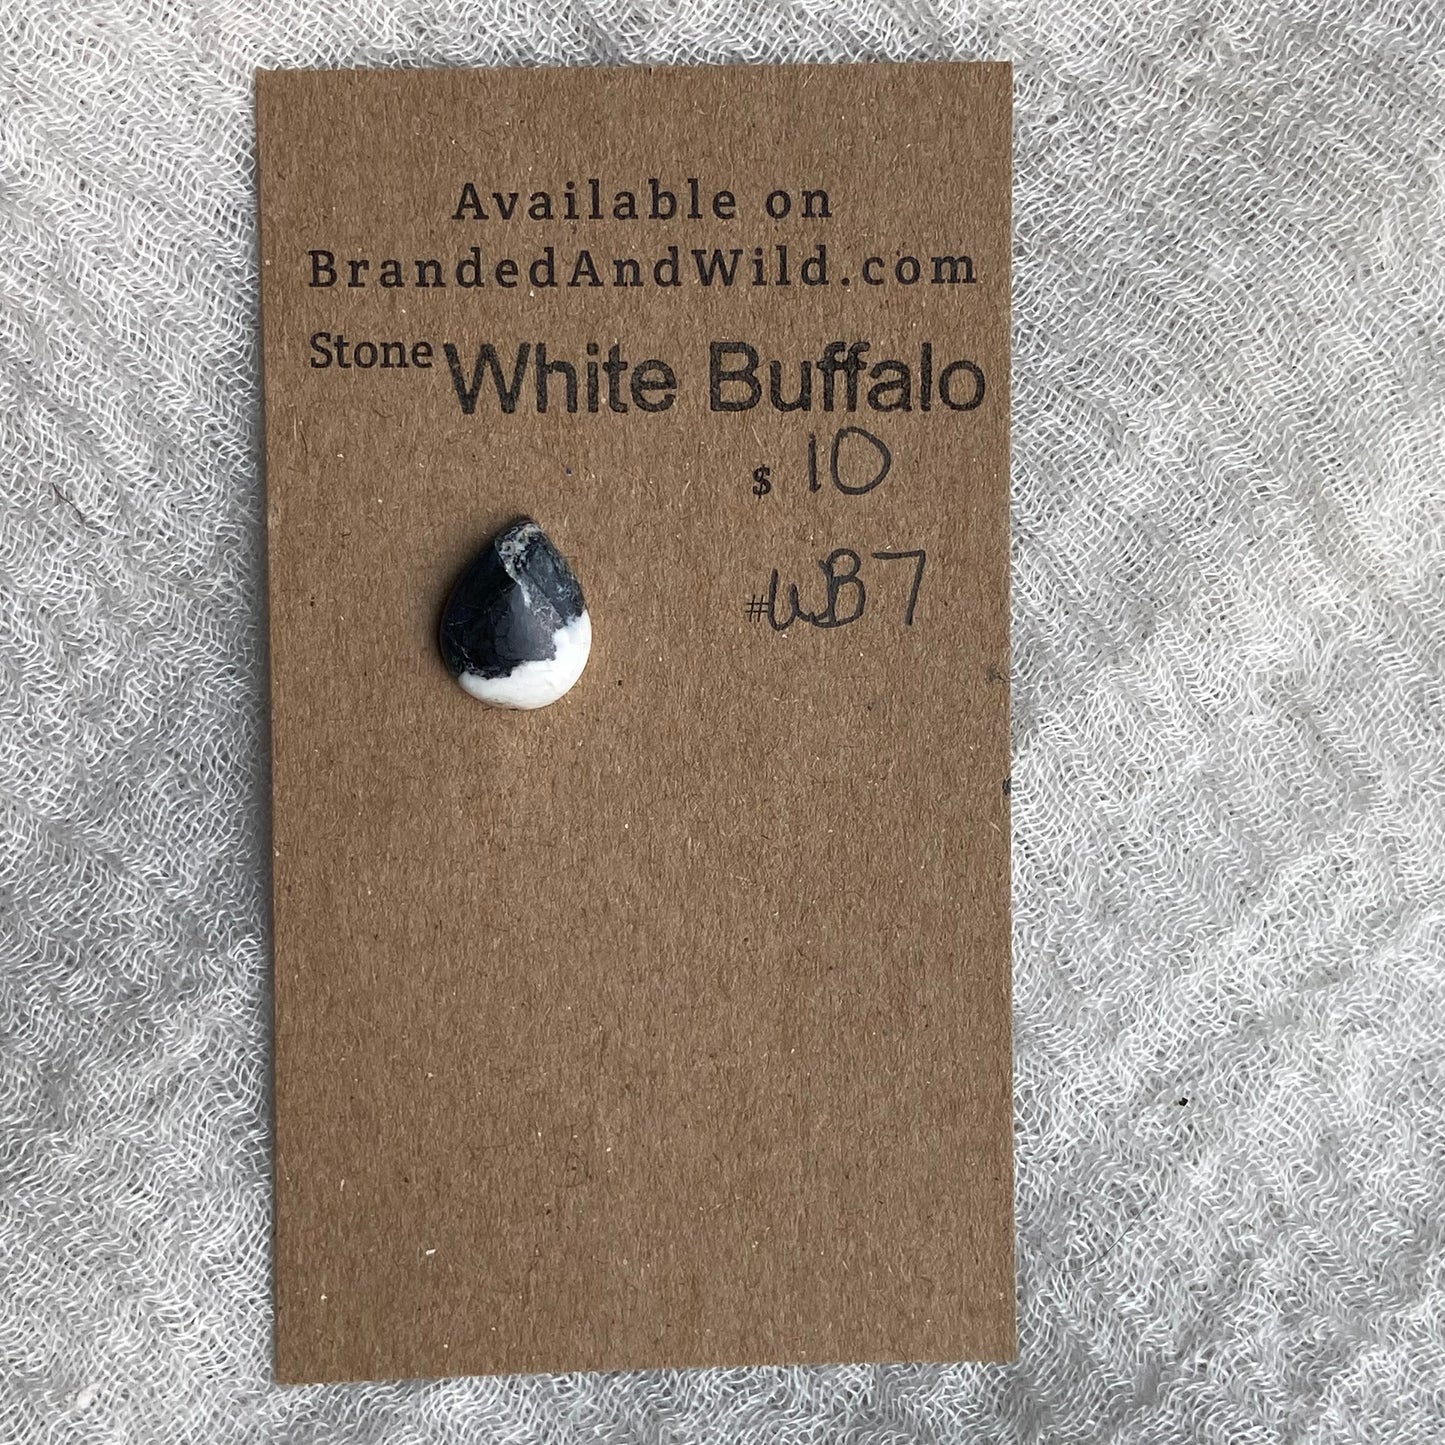 Available on
BrandedAndWild.com
Stone White Buffalo
$ 10
#WB7